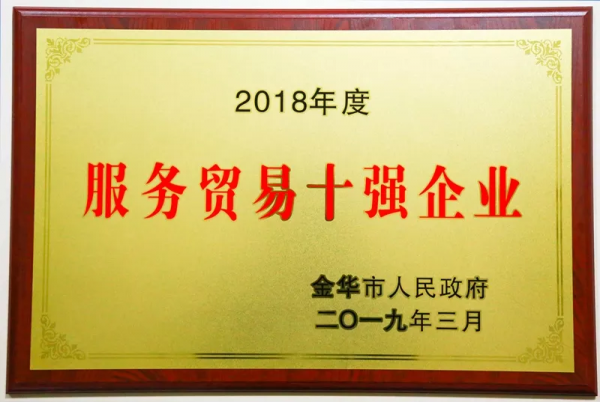 2018年度
服务贸易十强企业
金华市人民政府
二〇一九年三月